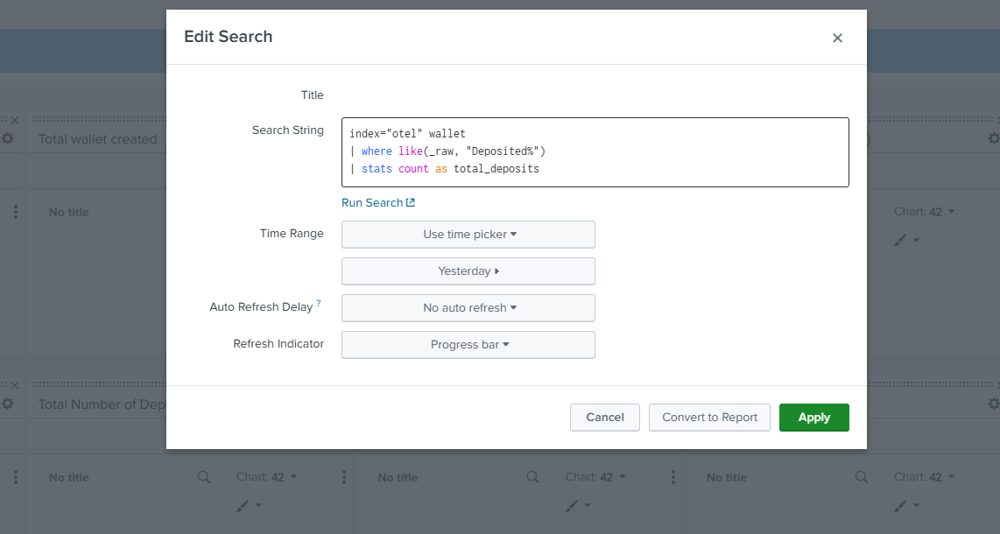 Edit Search
×
Title
Search String
index="otel" wallet
| where like(_raw, "Deposited%")
| stats count as total_deposits
Run Search
Time Range
Use time picker
Yesterday
Auto Refresh Delay ?
No auto refresh
Refresh Indicator
Progress bar
Cancel
Convert to Report
Apply
Total wallet created
)
No title
Chart: 42
Total Number of Dep
No title
Chart: 42
No title
Chart: 42
No title
Chart: 42